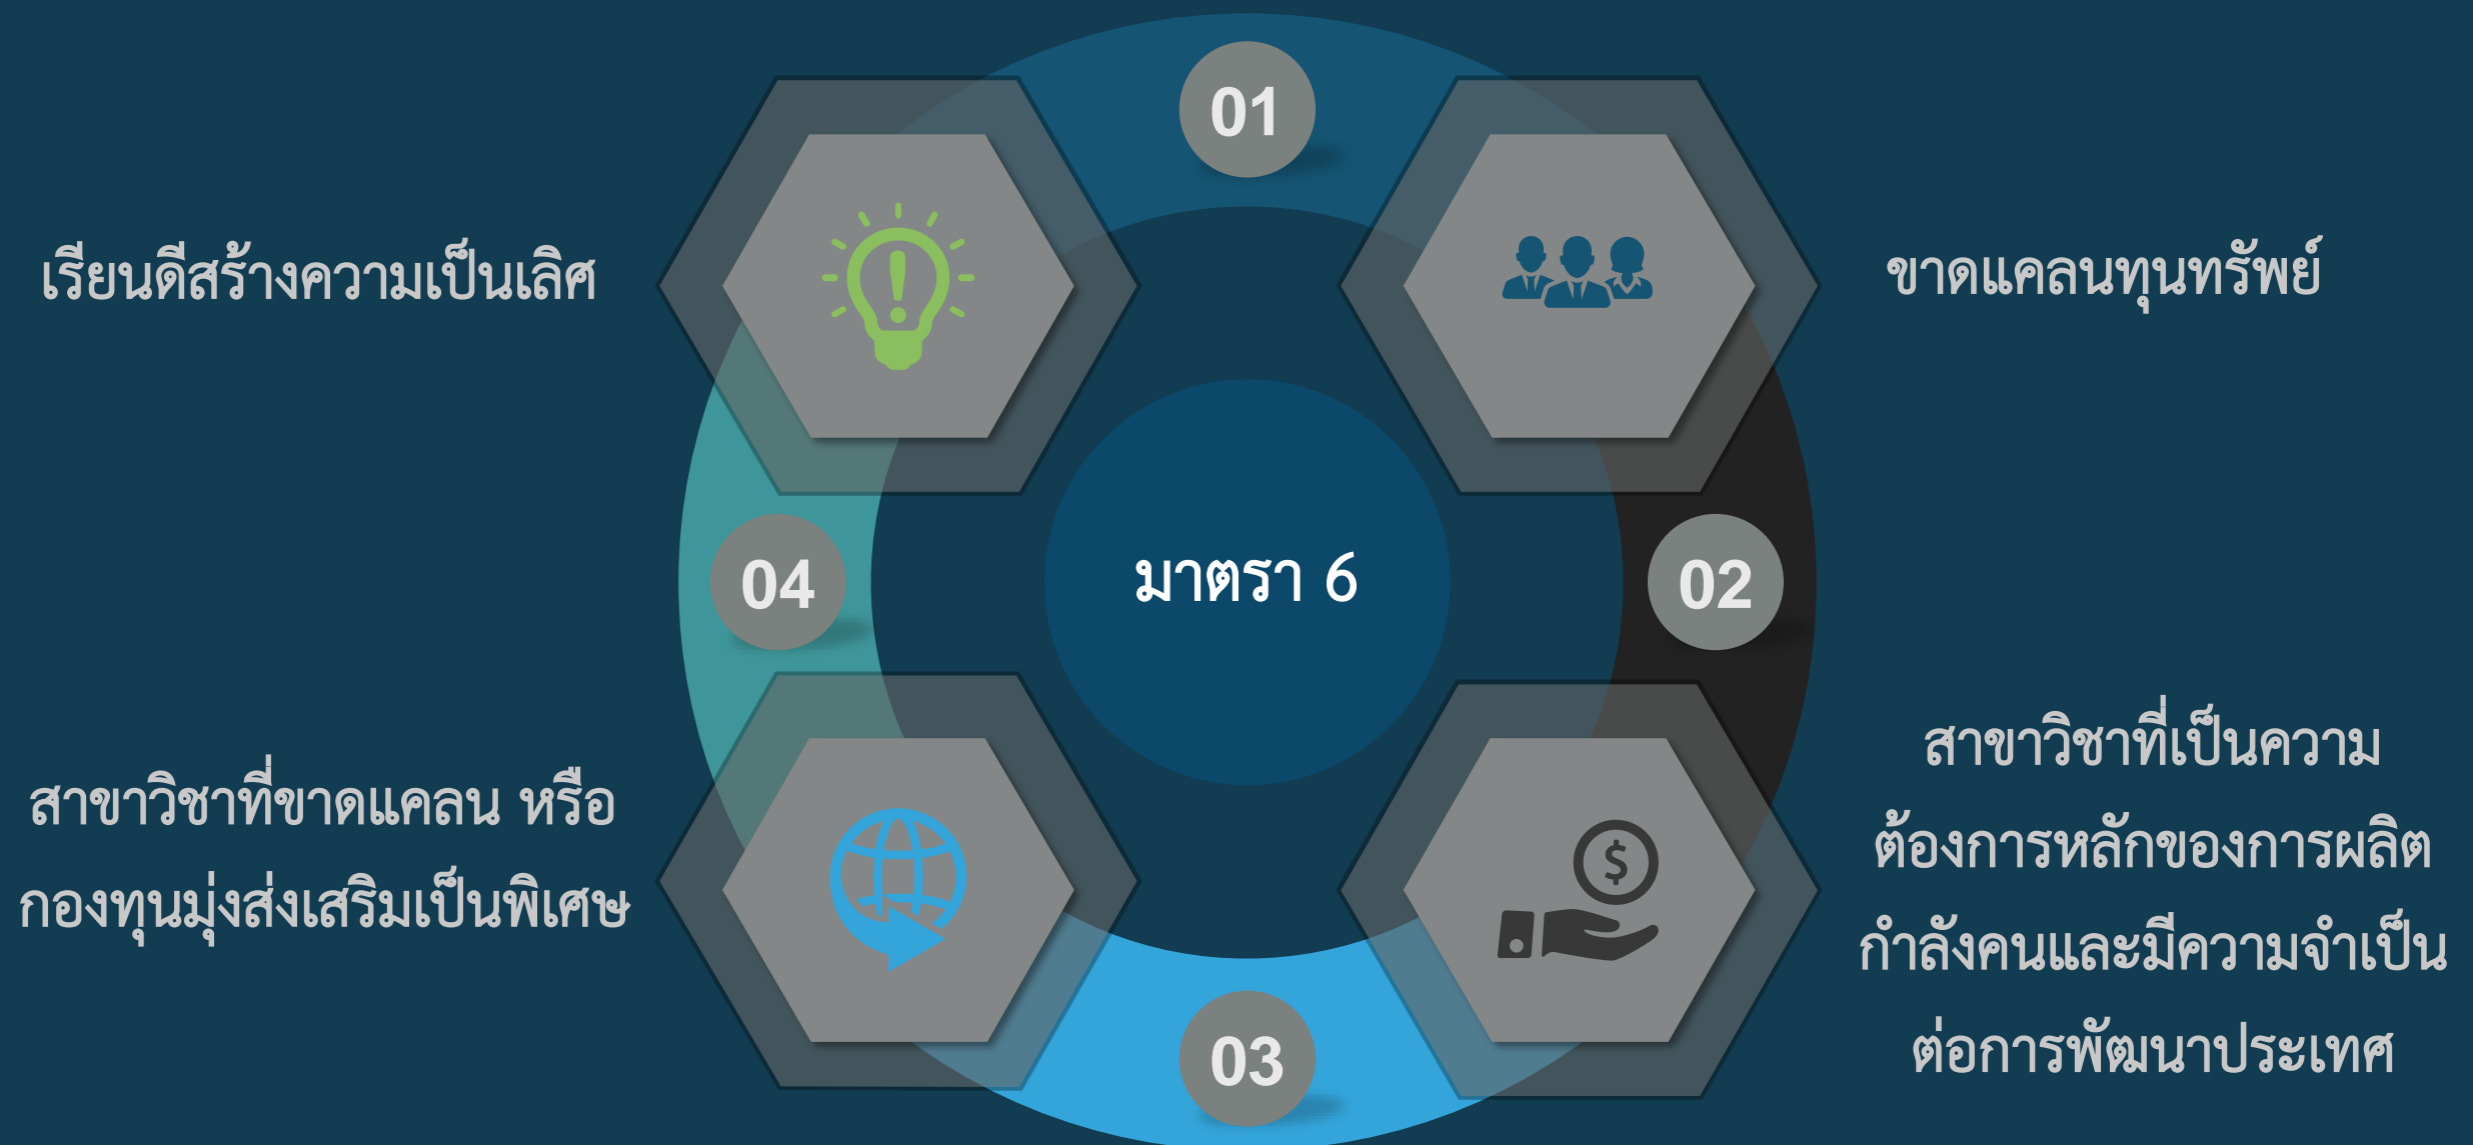 01
เรียนดีสร้างความเป็นเลิศ
ขาดแคลนทุนทรัพย์
04
มาตรา 6
02
สาขาวิชาที่ขาดแคลน หรือ
กองทุนมุ่งส่งเสริมเป็นพิเศษ
สาขาวิชาที่เป็นความ
ต้องการหลักของการผลิต
กำลังคนและมีความจำเป็น
ต่อการพัฒนาประเทศ
$
03